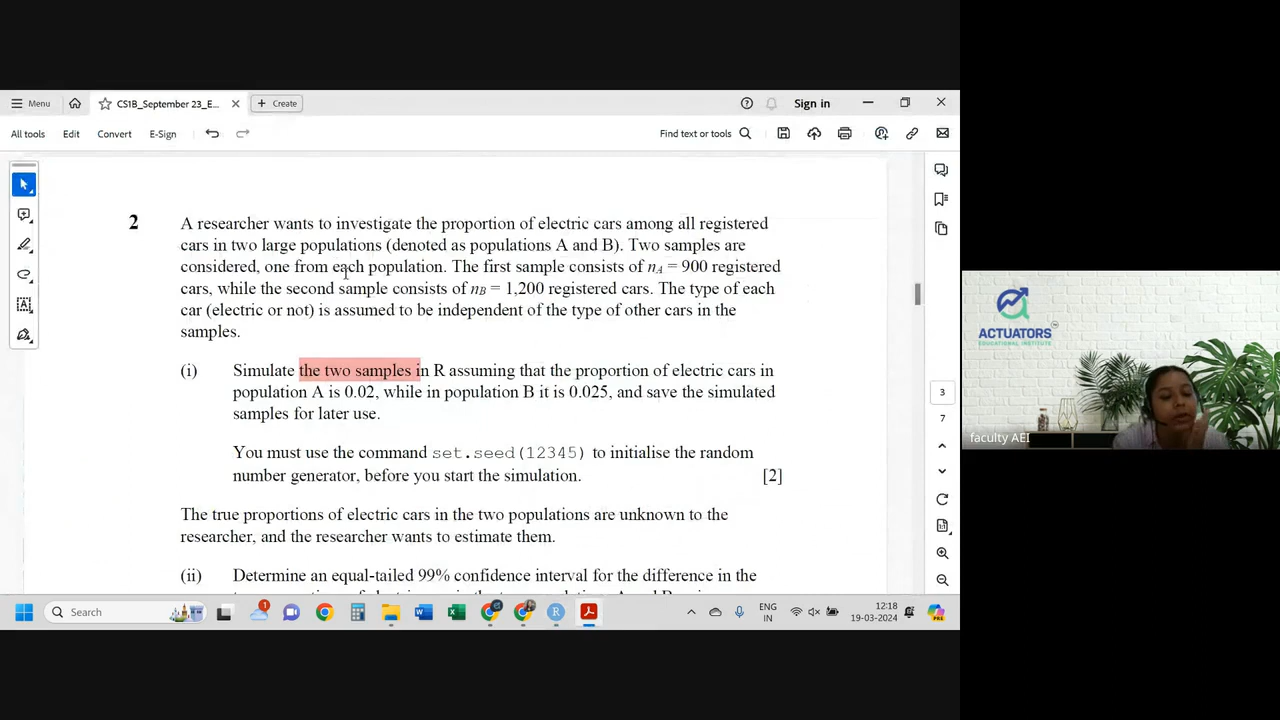 Menu
CS1B_September 23_E...
Create
Sign in
All tools
Edit
Convert
E-Sign
Find text or tools
2
A researcher wants to investigate the proportion of electric cars among all registered
cars in two large populations (denoted as populations A and B). Two samples are
considered, one from each population. The first sample consists of nA = 900 registered
cars, while the second sample consists of nB = 1,200 registered cars. The type of each
car (electric or not) is assumed to be independent of the type of other cars in the
samples.
(i) Simulate the two samples in R assuming that the proportion of electric cars in
population A is 0.02, while in population B it is 0.025, and save the simulated
samples for later use.
You must use the command set.seed(12345) to initialise the random
number generator, before you start the simulation. [2]
The true proportions of electric cars in the two populations are unknown to the
researcher, and the researcher wants to estimate them.
(ii) Determine an equal-tailed 99% confidence interval for the difference in the
3
7
ACTUATORS
EDUCATIONAL INSTITUTE
faculty AEI
Search
1
ENG
IN
12:18
19-03-2024